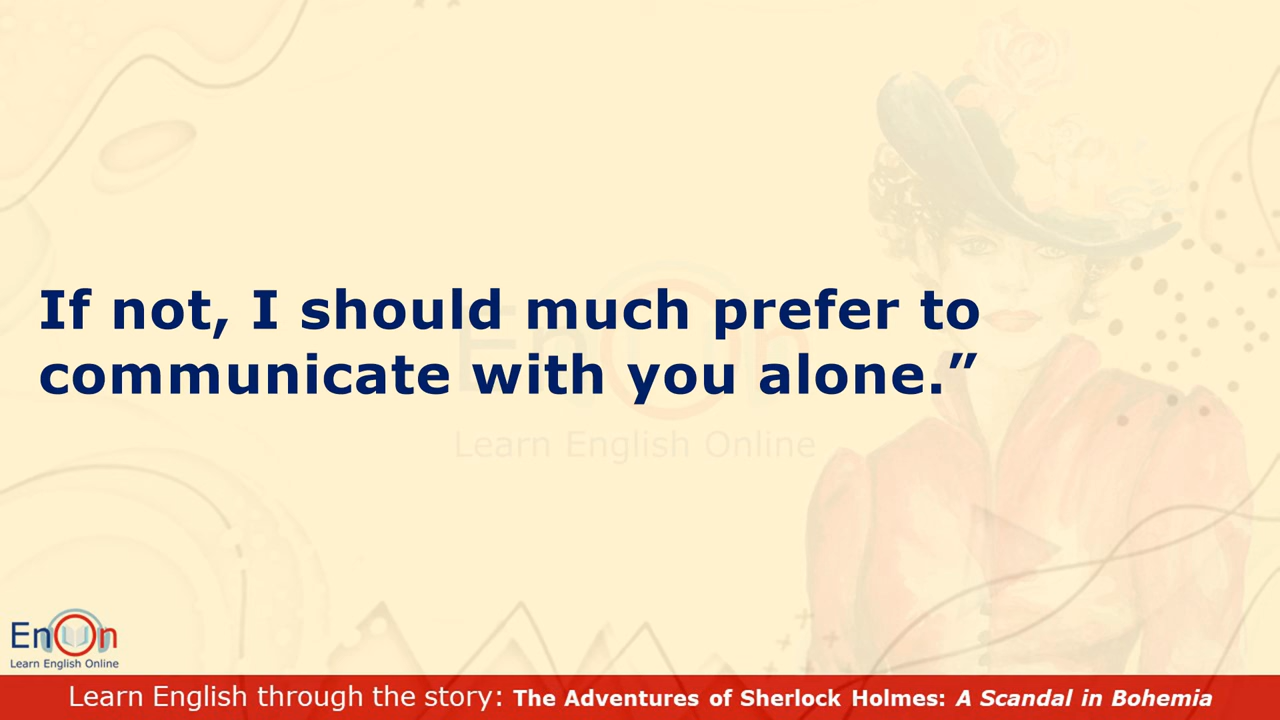 If not, I should much prefer to
communicate with you alone.”
EnOn
Learn English Online
EnOn
Learn English Online
Learn English through the story: The Adventures of Sherlock Holmes: A Scandal in Bohemia